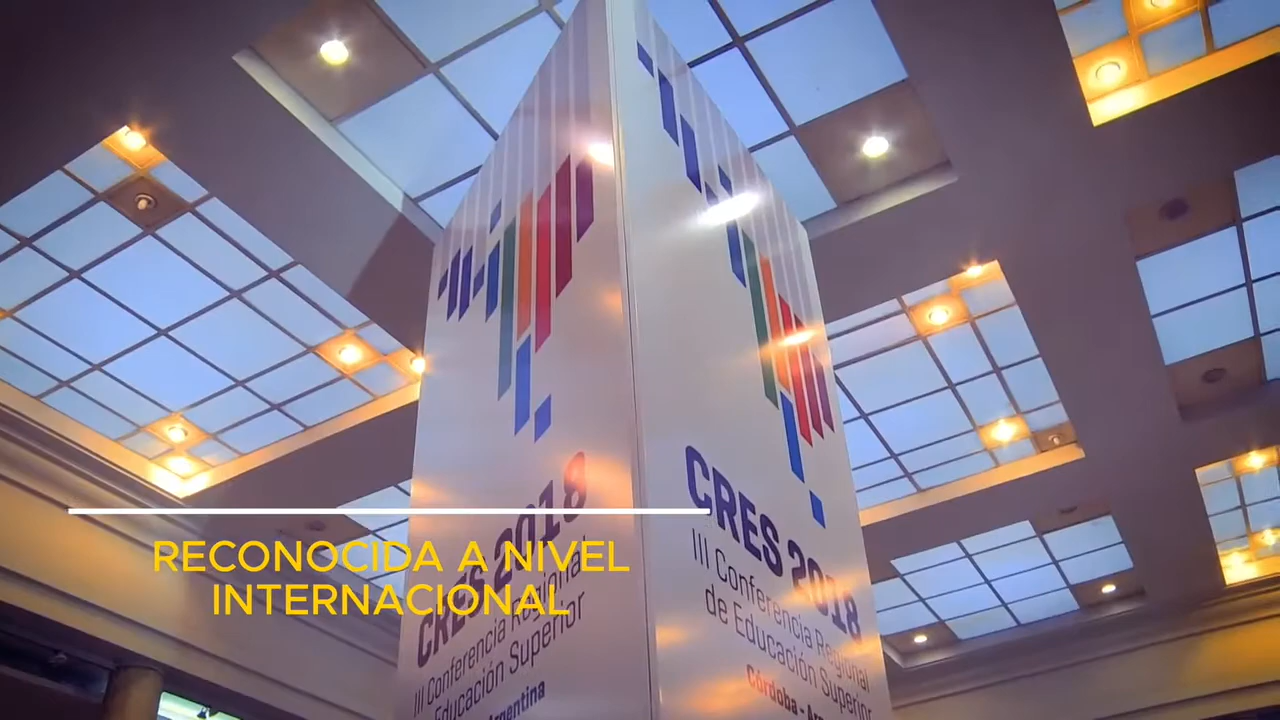 RECONOCIDA A NIVEL
INTERNACIONAL
CRES 2018
III Conferencia Regional
Educación Superior
Argentina
CRES 2018
III Conferencia Regional
de Educación Superior
Córdoba -